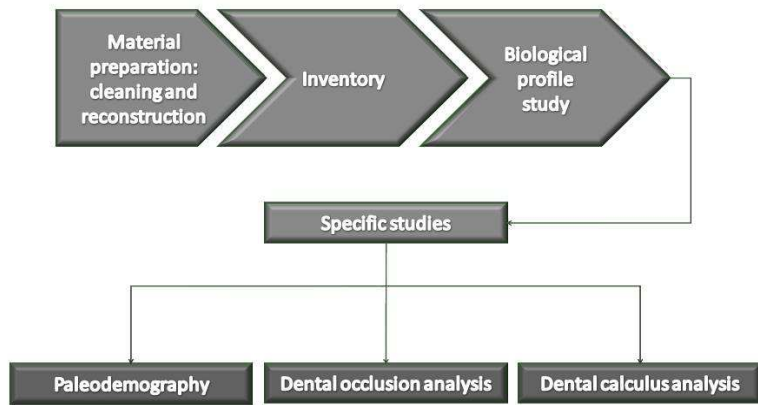 Material
preparation:
cleaning and
reconstruction
Inventory
Biological
profile
study
Specific studies
Paleodemography
Dental occlusion analysis
Dental calculus analysis